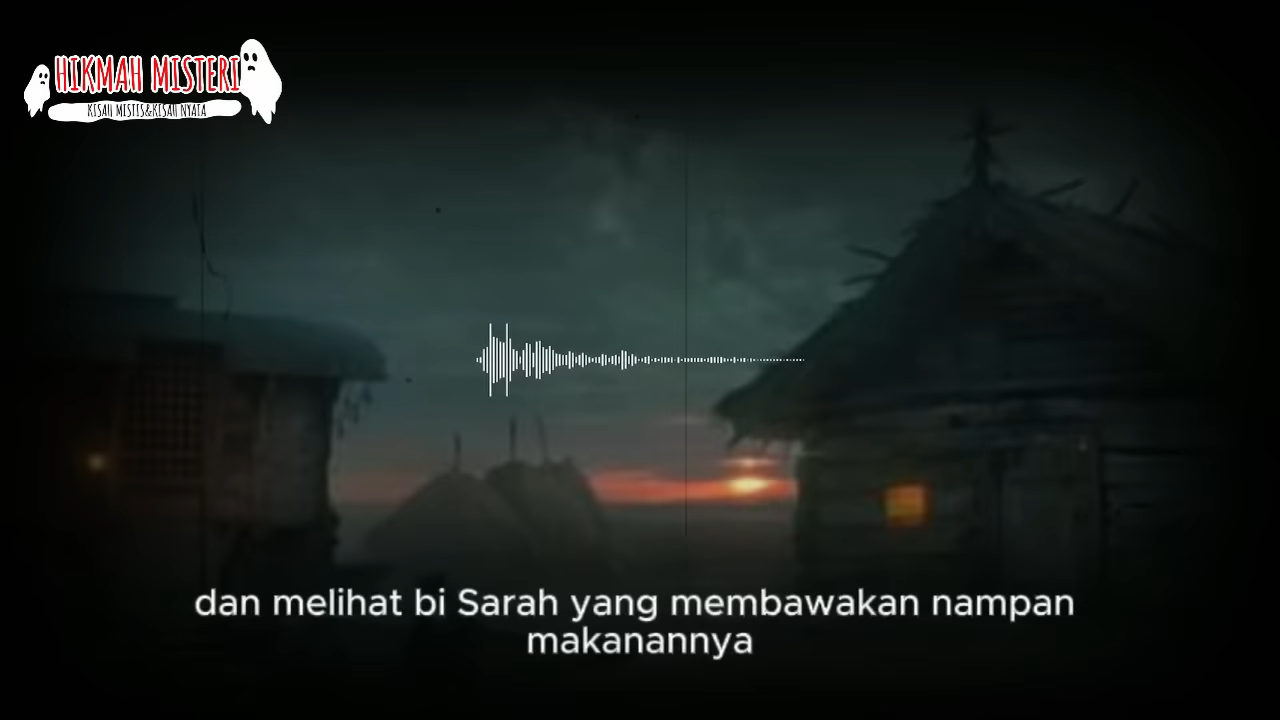 HIKMAH MISTERI
KISAH MISTIS&KISAH NYATA
dan melihat bi Sarah yang membawakan nampan
makanannya